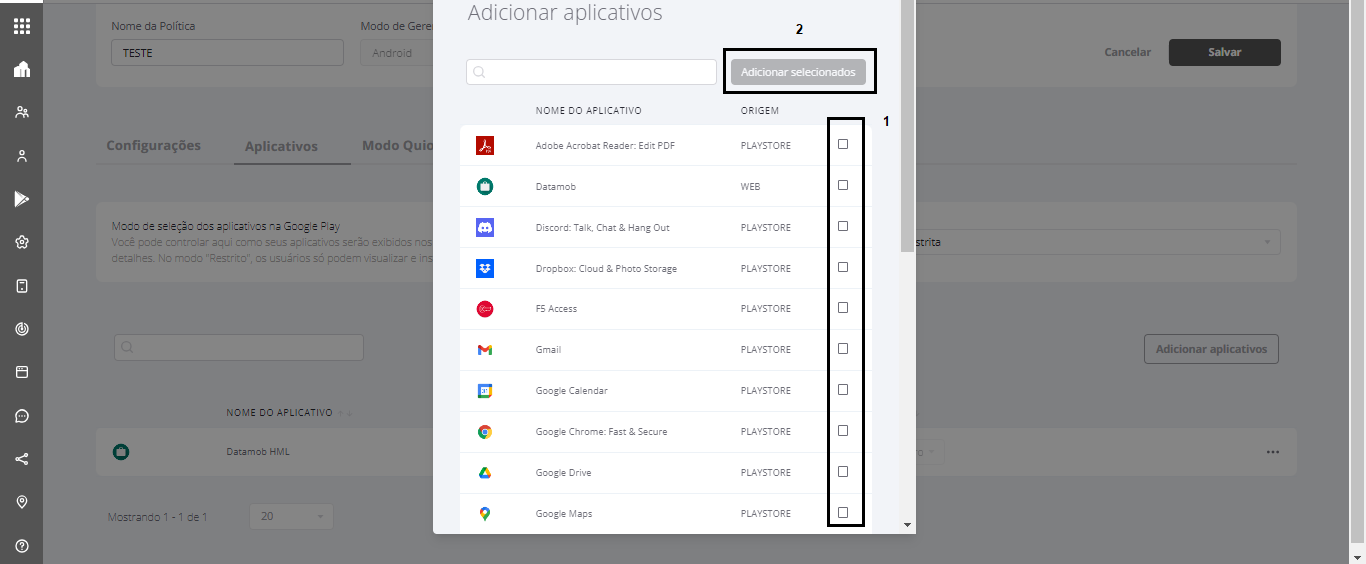 Adicionar aplicativos
2
Nome da Política
Modo de Gere
TESTE
Android
Cancelar
Salvar
Adicionar selecionados
NOME DO APLICATIVO
ORIGEM
1
Adobe Acrobat Reader: Edit PDF
PLAYSTORE
Configurações
Aplicativos
Modo Quio
Datamob
WEB
Modo de seleção dos aplicativos na Google Play
Você pode controlar aqui como seus aplicativos serão exibidos nos
detalhes. No modo "Restrito", os usuários só podem visualizar e ins
Discord: Talk, Chat & Hang Out
PLAYSTORE
estrita
Dropbox: Cloud & Photo Storage
PLAYSTORE
F5 Access
PLAYSTORE
Gmail
PLAYSTORE
Adicionar aplicativos
Google Calendar
PLAYSTORE
NOME DO APLICATIVO
Google Chrome: Fast & Secure
PLAYSTORE
Datamob HML
Google Drive
PLAYSTORE
Google Maps
PLAYSTORE
Mostrando 1 - 1 de 1
20